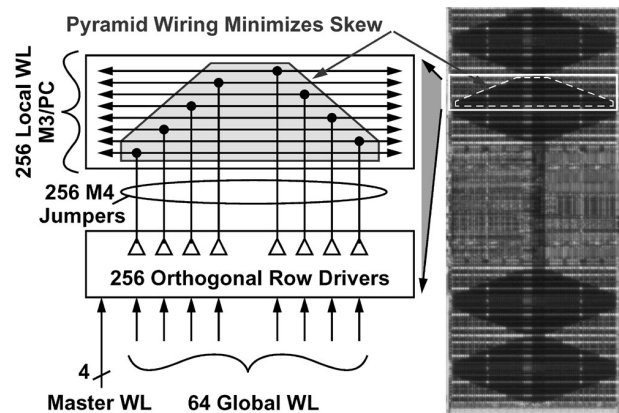 Pyramid Wiring Minimizes Skew
256 Local WL
M3/PC
256 M4
Jumpers
256 Orthogonal Row Drivers
4
Master WL
64 Global WL